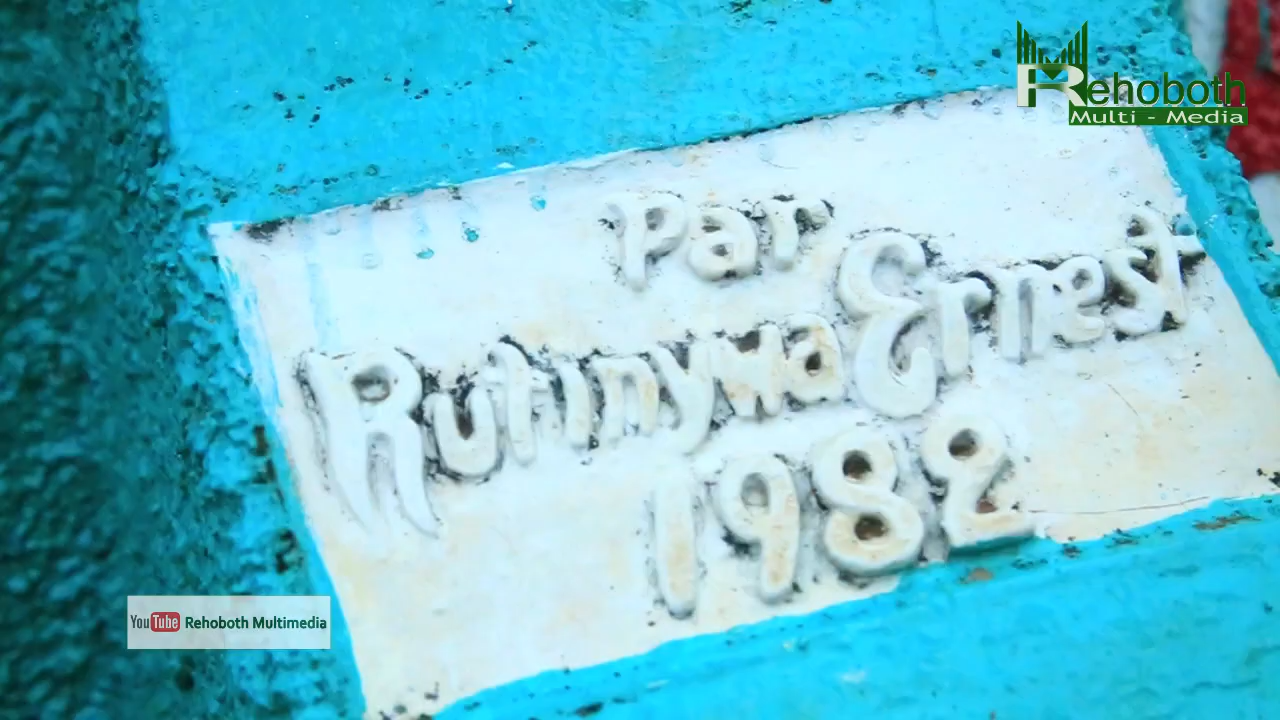 Rehoboth
Multi - Media
Par
Rutinywa Ernest
1982
YouTube Rehoboth Multimedia